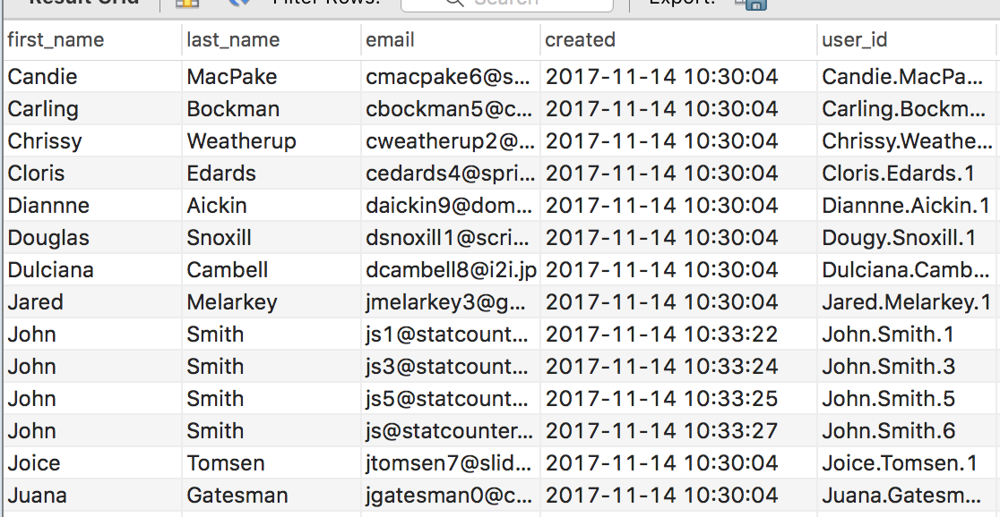 Result Grid Filter Rows: Search Export:
first_name last_name email created user_id
Candie MacPake cmacpake6@s... 2017-11-14 10:30:04 Candie.MacPa...
Carling Bockman cbockman5@c... 2017-11-14 10:30:04 Carling.Bockm...
Chrissy Weatherup cweatherup2@... 2017-11-14 10:30:04 Chrissy.Weathe...
Cloris Edards cedards4@spri... 2017-11-14 10:30:04 Cloris.Edards.1
Diannne Aickin daickin9@dom... 2017-11-14 10:30:04 Diannne.Aickin.1
Douglas Snoxill dsnoxill1@scri... 2017-11-14 10:30:04 Dougy.Snoxill.1
Dulciana Cambell dcambell8@i2i.jp 2017-11-14 10:30:04 Dulciana.Camb...
Jared Melarkey jmelarkey3@g... 2017-11-14 10:30:04 Jared.Melarkey.1
John Smith js1@statcount... 2017-11-14 10:33:22 John.Smith.1
John Smith js3@statcount... 2017-11-14 10:33:24 John.Smith.3
John Smith js5@statcount... 2017-11-14 10:33:25 John.Smith.5
John Smith js@statcounter... 2017-11-14 10:33:27 John.Smith.6
Joice Tomsen jtomsen7@slid... 2017-11-14 10:30:04 Joice.Tomsen.1
Juana Gatesman jgatesman0@c... 2017-11-14 10:30:04 Juana.Gatesm...